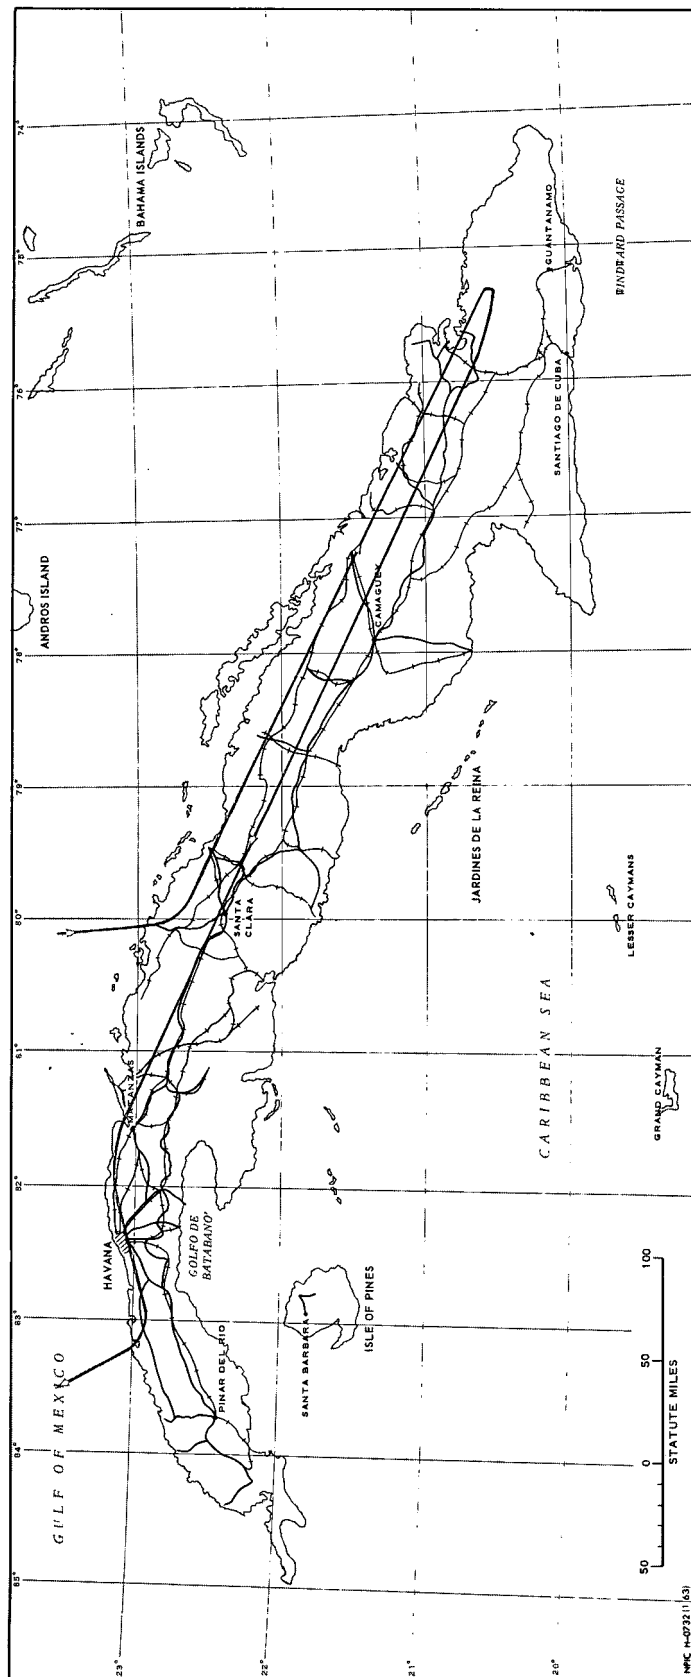 GULF OF MEXICO
85°
84°
83°
82°
61°
80°
79°
78°
77°
76°
75°
74°
23°
22°
21°
20°
HAVANA
MATANZAS
SANTA
CLARA
ANDROS ISLAND
BAHAMA ISLANDS
CAMAGUEY
GUANTANAMO
SANTIAGO DE CUBA
WINDWARD PASSAGE
PINAR DEL RIO
GOLFO DE
BATABANO'
SANTA BARBARA
ISLE OF PINES
CARIBBEAN SEA
JARDINES DE LA REINA
LESSER CAYMANS
GRAND CAYMAN
50 0 50 100
STATUTE MILES
NPIC H-0732 (1/63)